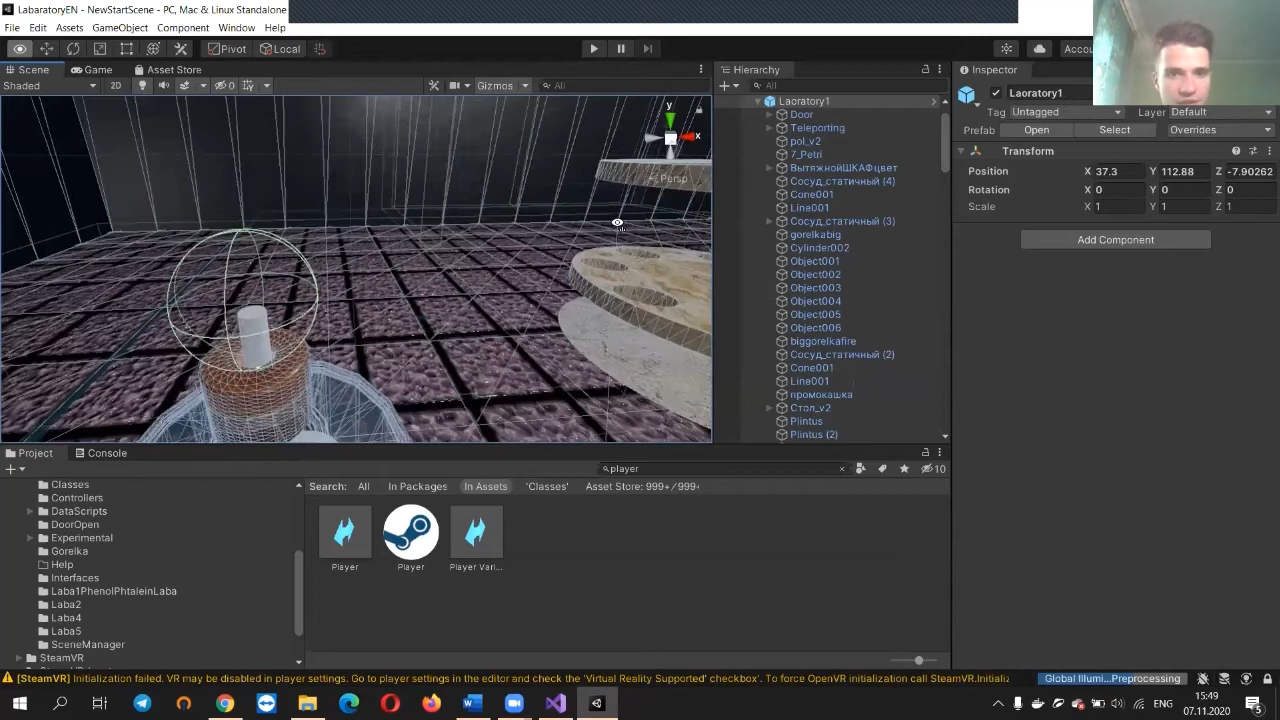 LabaratoryEN - NewStartScene - PC, Mac & Linux Standalone
File Edit Assets GameObject Component Window Help
Pivot Local Accou
Scene Game Asset Store
Shaded 2D 0 Gizmos All
y
x
Persp
Hierarchy
All
Laoratory1
Door
Teleporting
pol_v2
7_Petri
ВытяжнойШКАФцвет
Сосуд_статичный (4)
Cone001
Line001
Сосуд_статичный (3)
gorelkabig
Cylinder002
Object001
Object002
Object003
Object004
Object005
Object006
biggorelkafire
Сосуд_статичный (2)
Cone001
Line001
промокашка
Стол_v2
Plintus
Plintus (2)
Inspector
Laoratory1
Tag Untagged Layer Default
Prefab Open Select Overrides
Transform
Position X 37.3 Y 112.88 Z -7.90262
Rotation X 0 Y 0 Z 0
Scale X 1 Y 1 Z 1
Add Component
Project Console
player 10
Classes
Controllers
DataScripts
DoorOpen
Experimental
Gorelka
Help
Interfaces
Laba1PhenolPhtaleinLaba
Laba2
Laba4
Laba5
SceneManager
SteamVR
Search: All In Packages In Assets 'Classes' Asset Store: 999+/999+
Player Player Player Vari...
[SteamVR] Initialization failed. VR may be disabled in player settings. Go to player settings in the editor and check the 'Virtual Reality Supported' checkbox'. To force OpenVR initialization call SteamVR.Initializ
Global Illumi...Preprocessing
ENG
15:49
07.11.2020